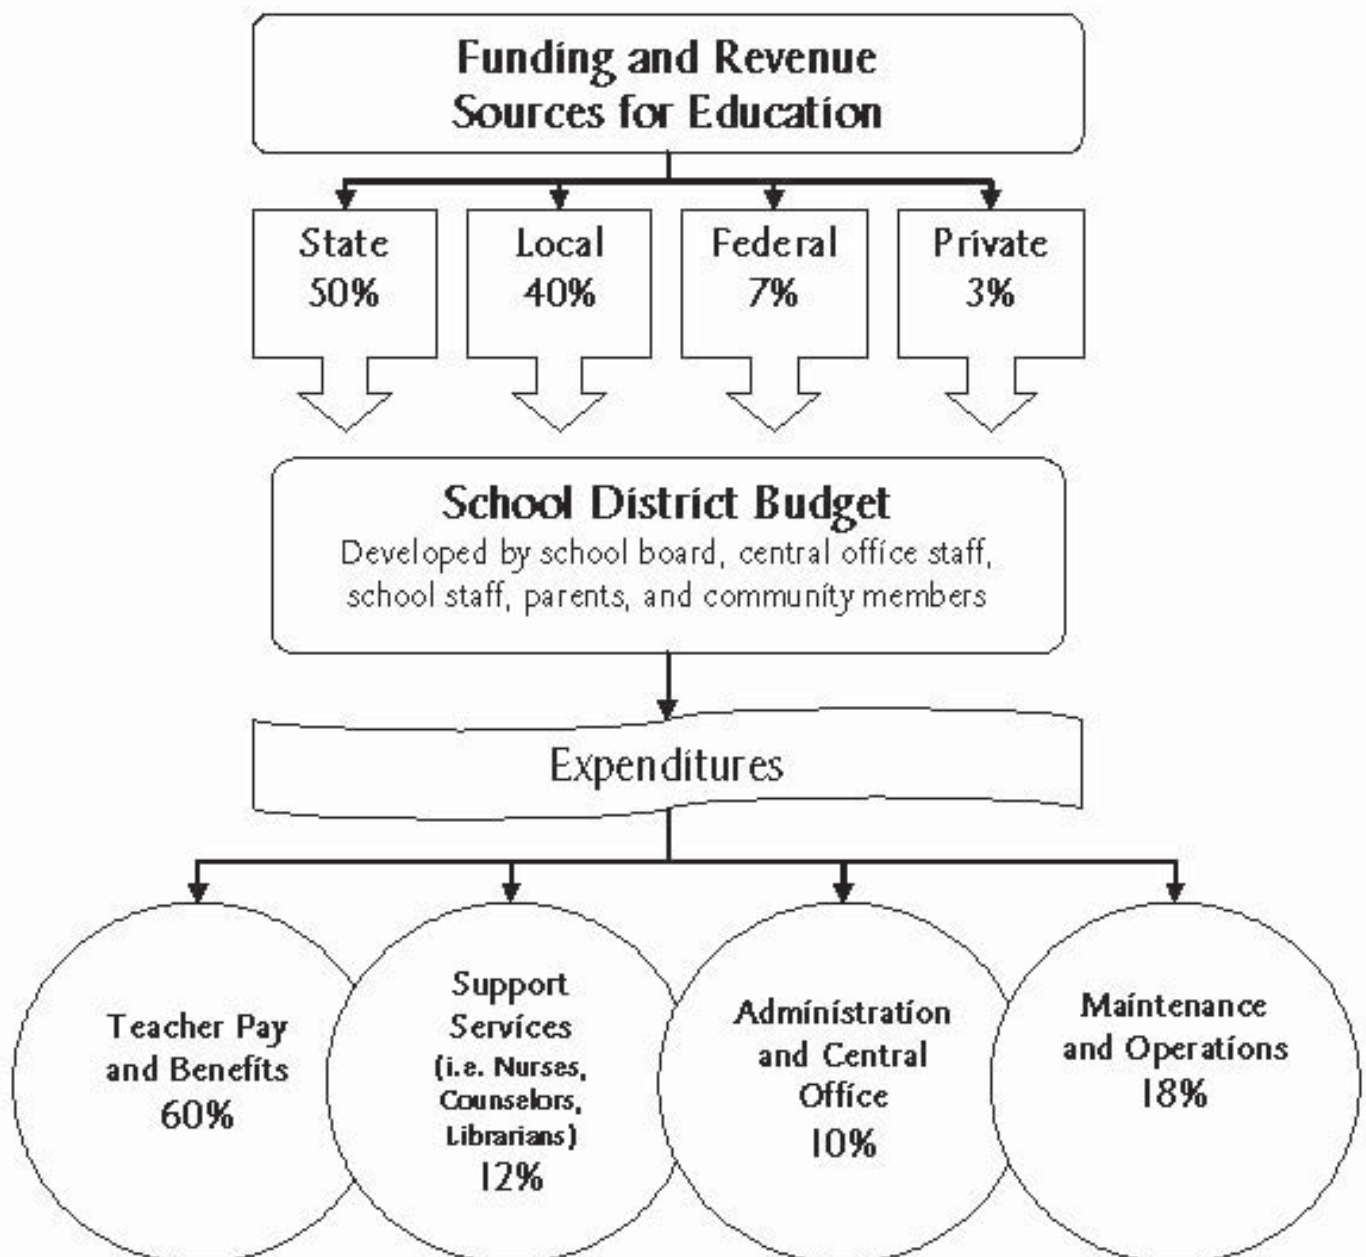 Funding and Revenue
Sources for Education
State
50%
Local
40%
Federal
7%
Private
3%
School District Budget
Developed by school board, central office staff,
school staff, parents, and community members
Expenditures
Teacher Pay
and Benefits
60%
Support
Services
(i.e. Nurses,
Counselors,
Librarians)
12%
Administration
and Central
Office
10%
Maintenance
and Operations
18%